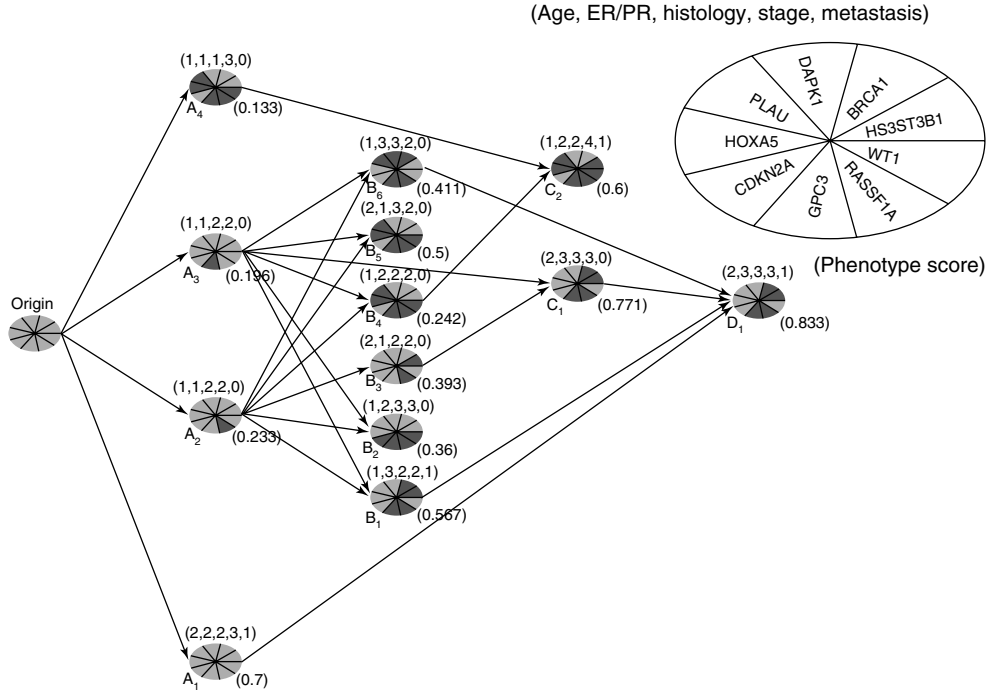 (Age, ER/PR, histology, stage, metastasis)
DAPK1
BRCA1
PLAU
HS3ST3B1
HOXA5
WT1
CDKN2A
RASSF1A
GPC3
(Phenotype score)
Origin
(1,1,1,3,0)
A4
(0.133)
(1,1,2,2,0)
A3
(0.196)
(1,1,2,2,0)
A2
(0.233)
(2,2,2,3,1)
A1
(0.7)
(1,3,3,2,0)
B6
(0.411)
(2,1,3,2,0)
B5
(0.5)
(1,2,2,2,0)
B4
(0.242)
(2,1,2,2,0)
B3
(0.393)
(1,2,3,3,0)
B2
(0.36)
(1,3,2,2,1)
B1
(0.567)
(1,2,2,4,1)
C2
(0.6)
(2,3,3,3,0)
C1
(0.771)
(2,3,3,3,1)
D1
(0.833)